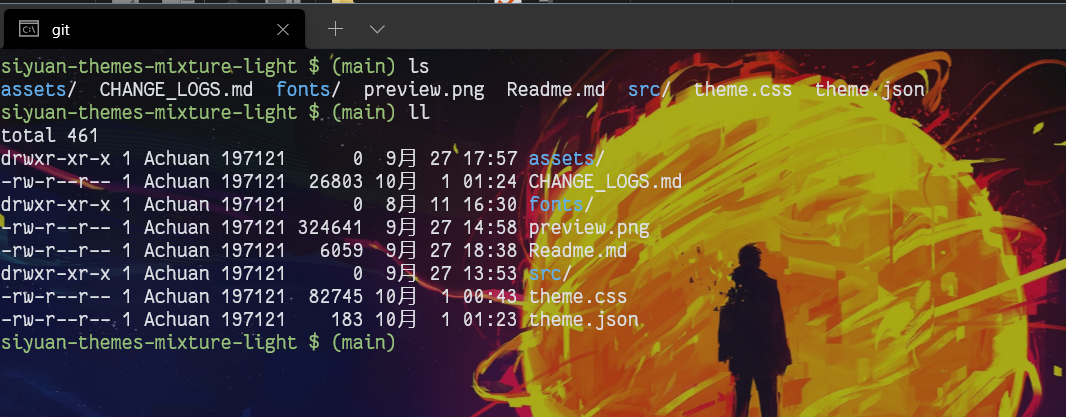 git
siyuan-themes-mixture-light $ (main) ls
assets/  CHANGE_LOGS.md  fonts/  preview.png  Readme.md  src/  theme.css  theme.json
siyuan-themes-mixture-light $ (main) ll
total 461
drwxr-xr-x 1 Achuan 197121      0  9月 27 17:57 assets/
-rw-r--r-- 1 Achuan 197121  26803 10月  1 01:24 CHANGE_LOGS.md
drwxr-xr-x 1 Achuan 197121      0  8月 11 16:30 fonts/
-rw-r--r-- 1 Achuan 197121 324641  9月 27 14:58 preview.png
-rw-r--r-- 1 Achuan 197121   6059  9月 27 18:38 Readme.md
drwxr-xr-x 1 Achuan 197121      0  9月 27 13:53 src/
-rw-r--r-- 1 Achuan 197121  82745 10月  1 00:43 theme.css
-rw-r--r-- 1 Achuan 197121    183 10月  1 01:23 theme.json
siyuan-themes-mixture-light $ (main)